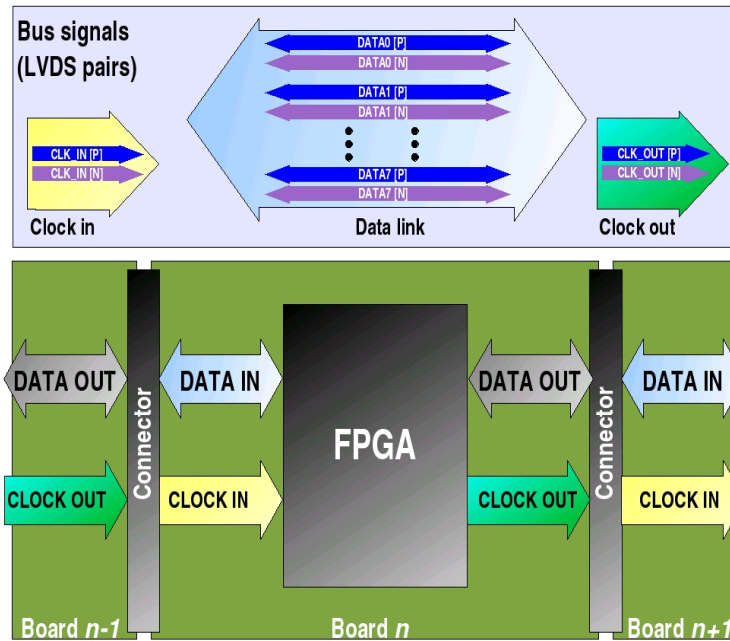 Bus signals
(LVDS pairs)
DATA0 [P]
DATA0 [N]
DATA1 [P]
DATA1 [N]
DATA7 [P]
DATA7 [N]
CLK_IN [P]
CLK_IN [N]
CLK_OUT [P]
CLK_OUT [N]
Clock in
Data link
Clock out
DATA OUT
Connector
DATA IN
FPGA
DATA OUT
Connector
DATA IN
CLOCK OUT
CLOCK IN
CLOCK OUT
CLOCK IN
Board n-1
Board n
Board n+1